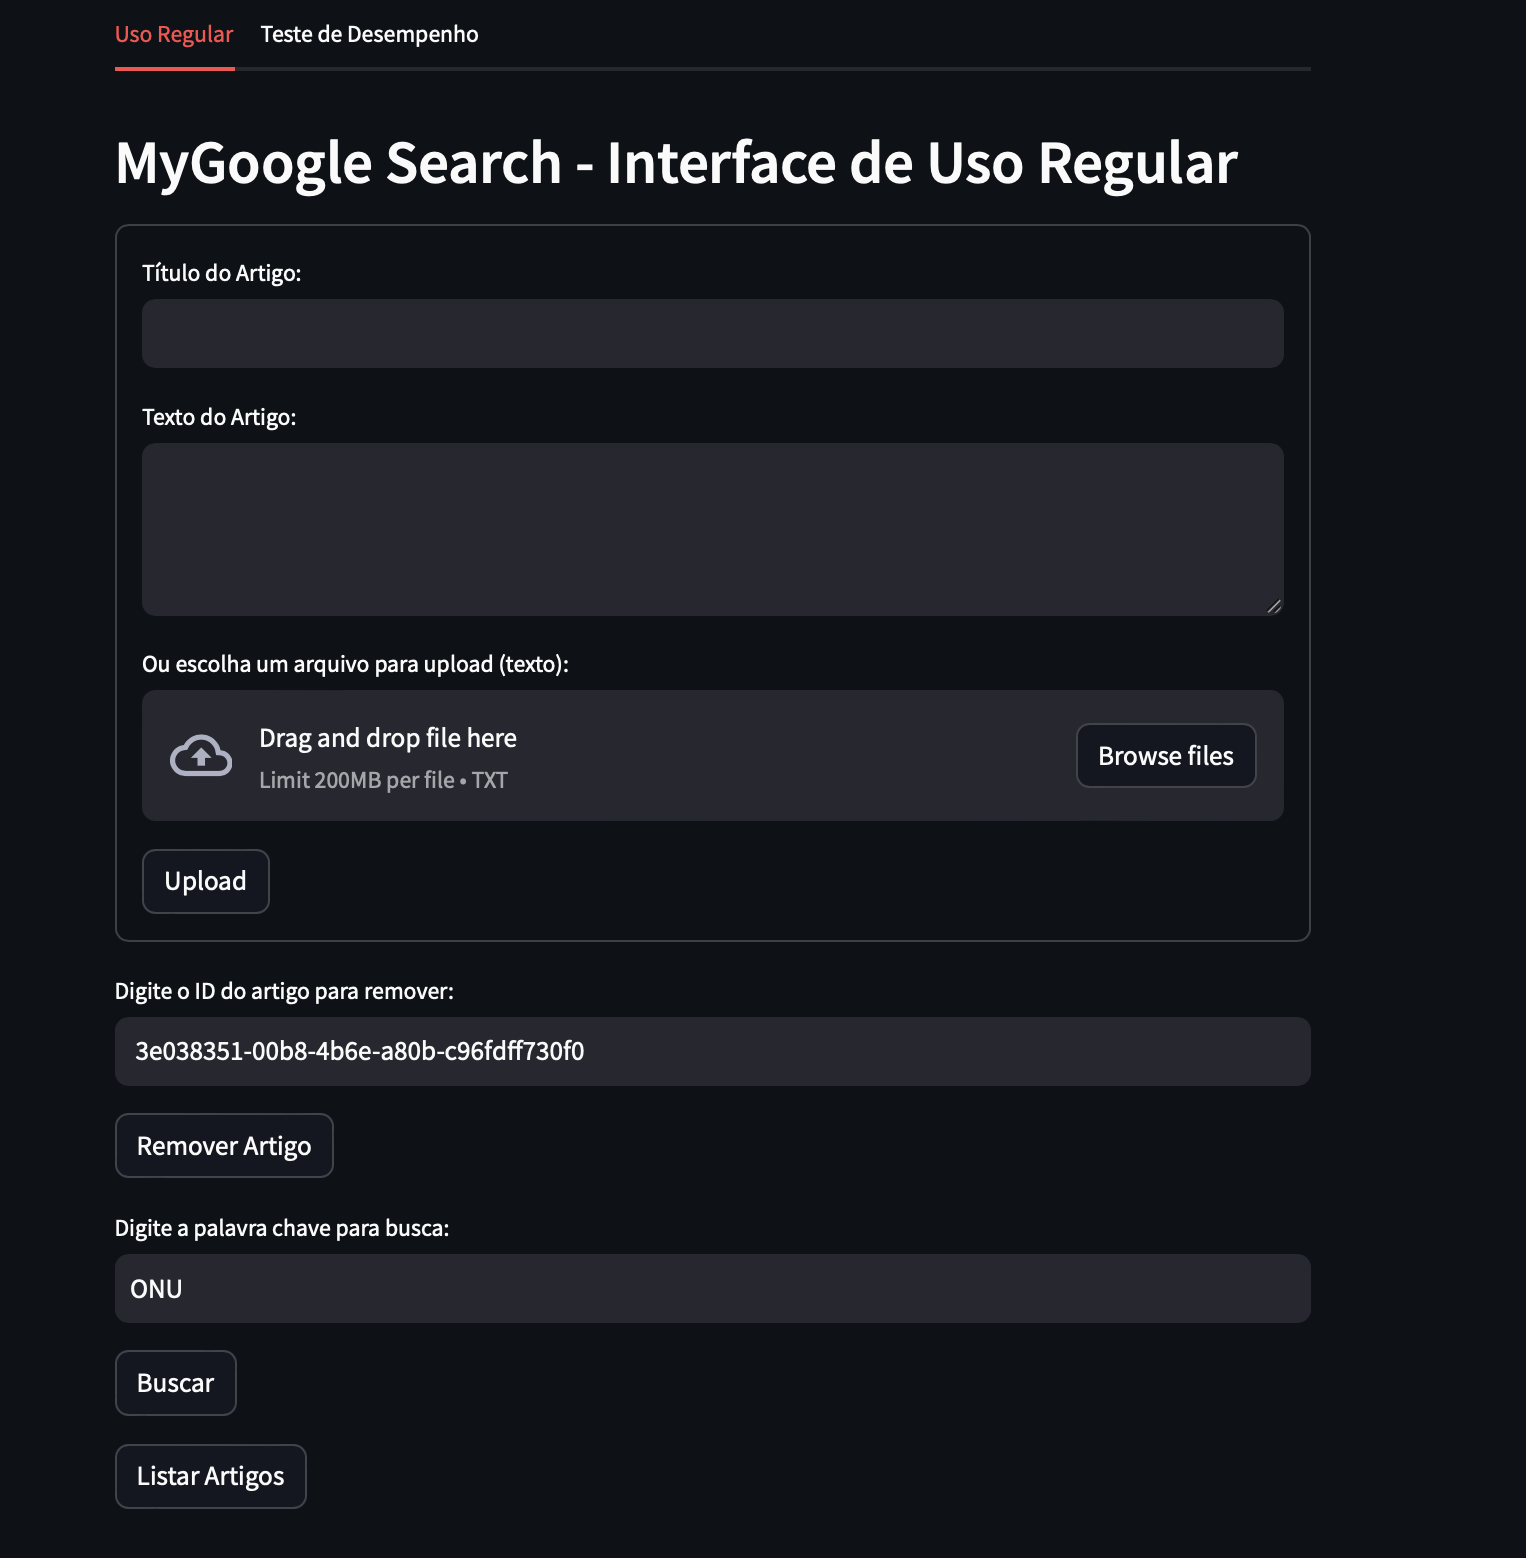 Uso Regular Teste de Desempenho
MyGoogle Search - Interface de Uso Regular
Título do Artigo:
Texto do Artigo:
Ou escolha um arquivo para upload (texto):
Drag and drop file here
Limit 200MB per file • TXT
Browse files
Upload
Digite o ID do artigo para remover:
3e038351-00b8-4b6e-a80b-c96fdff730f0
Remover Artigo
Digite a palavra chave para busca:
ONU
Buscar
Listar Artigos